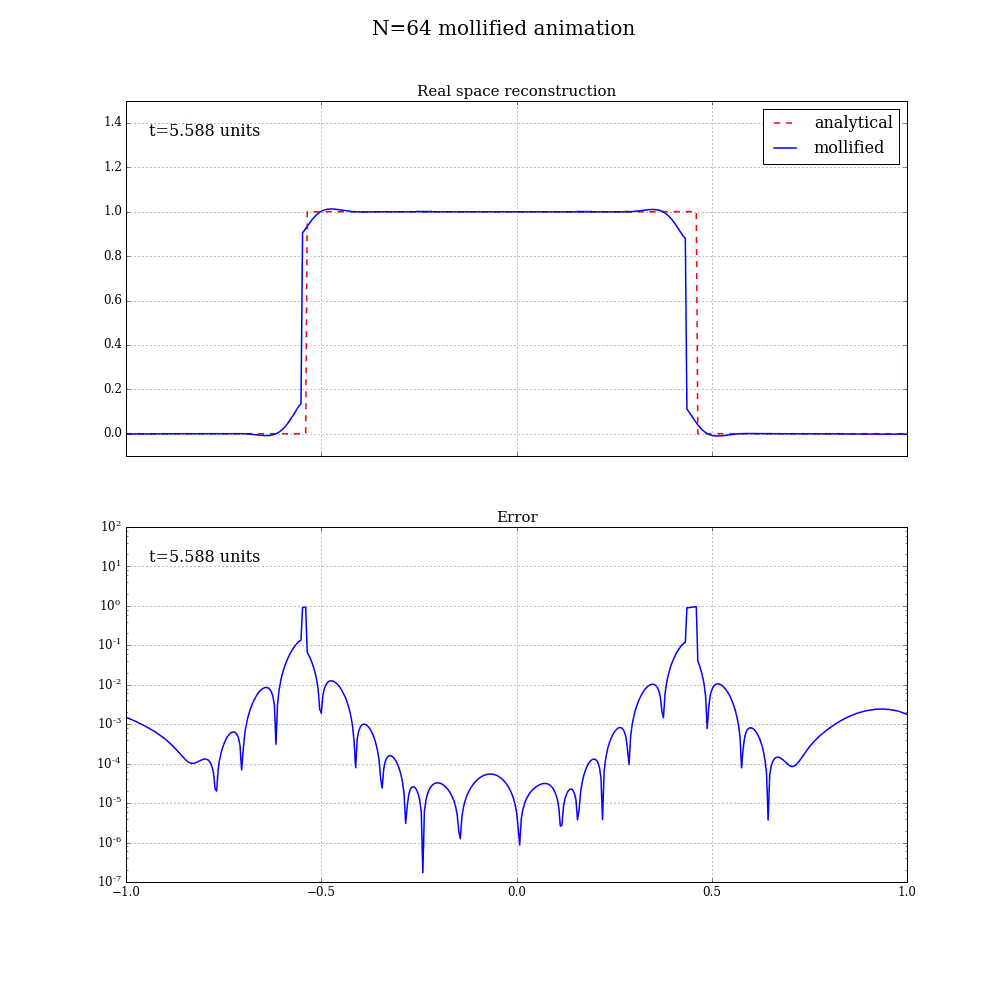 N=64 mollified animation
Real space reconstruction
t=5.588 units
analytical
mollified
1.4
1.2
1.0
0.8
0.6
0.4
0.2
0.0
Error
t=5.588 units
10²
10¹
10⁰
10⁻¹
10⁻²
10⁻³
10⁻⁴
10⁻⁵
10⁻⁶
10⁻⁷
−1.0 −0.5 0.0 0.5 1.0